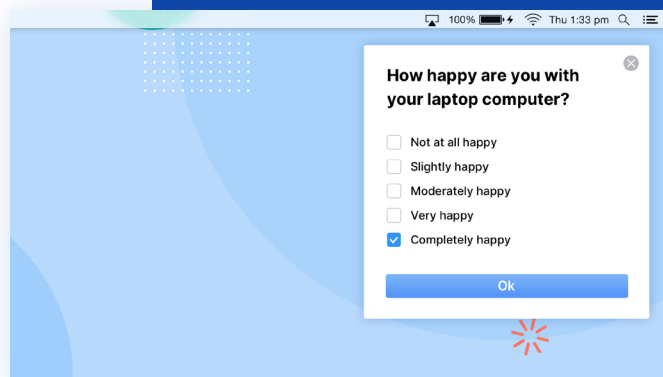 100% Thu 1:33 pm
How happy are you with
your laptop computer?
Not at all happy
Slightly happy
Moderately happy
Very happy
Completely happy
Ok